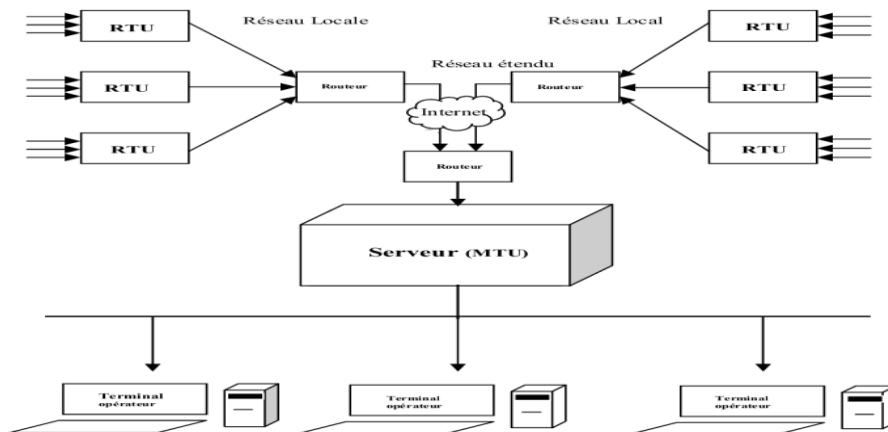 RTU
Réseau Locale
Réseau Local
RTU
Réseau étendu
RTU
Routeur
Routeur
RTU
Internet
RTU
RTU
Routeur
Serveur (MTU)
Terminal
opérateur
Terminal
opérateur
Terminal
opérateur